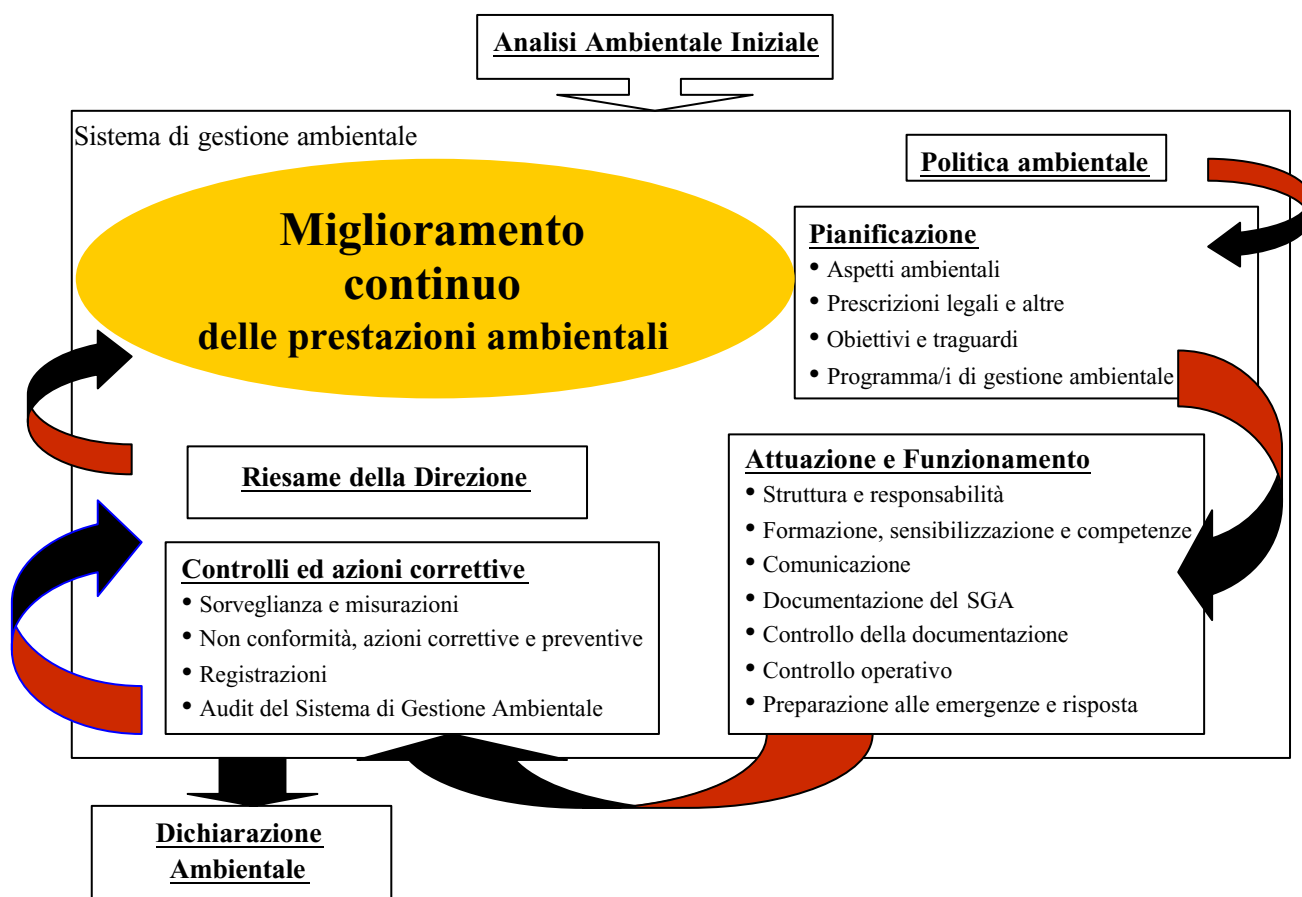 Analisi Ambientale Iniziale
Sistema di gestione ambientale
Politica ambientale
Miglioramento
continuo
delle prestazioni ambientali
Pianificazione
• Aspetti ambientali
• Prescrizioni legali e altre
• Obiettivi e traguardi
• Programma/i di gestione ambientale
Attuazione e Funzionamento
• Struttura e responsabilità
• Formazione, sensibilizzazione e competenze
• Comunicazione
• Documentazione del SGA
• Controllo della documentazione
• Controllo operativo
• Preparazione alle emergenze e risposta
Riesame della Direzione
Controlli ed azioni correttive
• Sorveglianza e misurazioni
• Non conformità, azioni correttive e preventive
• Registrazioni
• Audit del Sistema di Gestione Ambientale
Dichiarazione
Ambientale